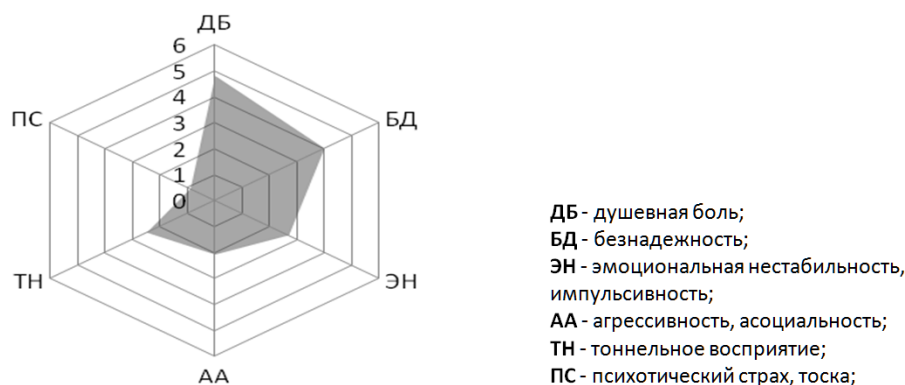 ДБ
6
5
4
3
2
1
0
ПС
БД
ТН
ЭН
АА
ДБ - душевная боль;
БД - безнадежность;
ЭН - эмоциональная нестабильность,
импульсивность;
АА - агрессивность, асоциальность;
ТН - тоннельное восприятие;
ПС - психотический страх, тоска;